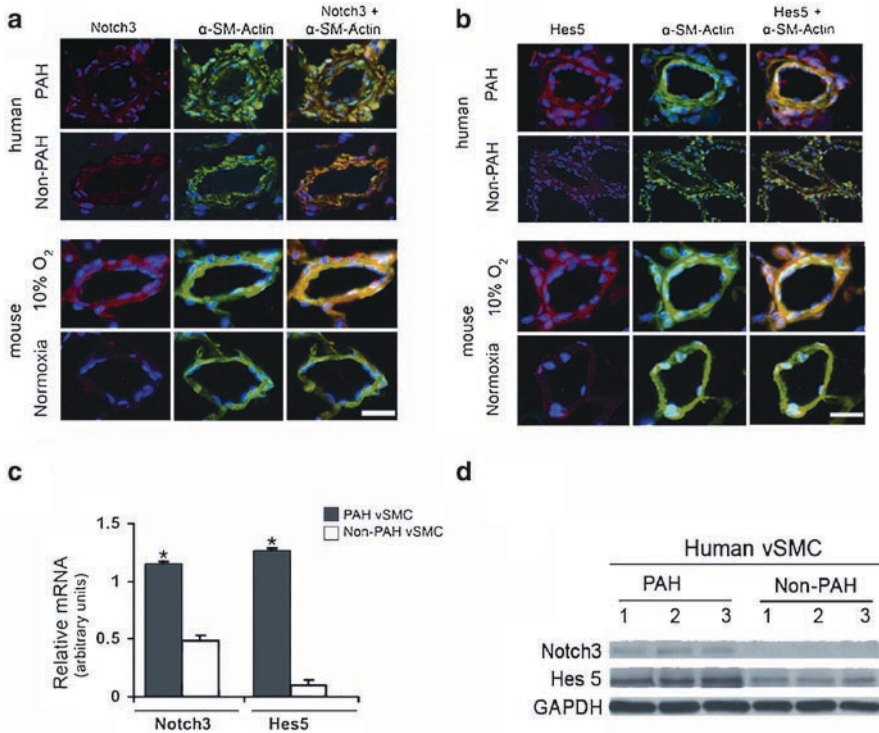 a
Notch3 α-SM-Actin Notch3 + α-SM-Actin
human
PAH
Non-PAH
mouse
10% O₂
Normoxia
b
Hes5 α-SM-Actin Hes5 + α-SM-Actin
human
PAH
Non-PAH
mouse
10% O₂
Normoxia
c
PAH vSMC
Non-PAH vSMC
Relative mRNA
(arbitrary units)
1.5
1
0.5
0
* *
Notch3 Hes5
d
Human vSMC
PAH Non-PAH
1 2 3 1 2 3
Notch3
Hes 5
GAPDH